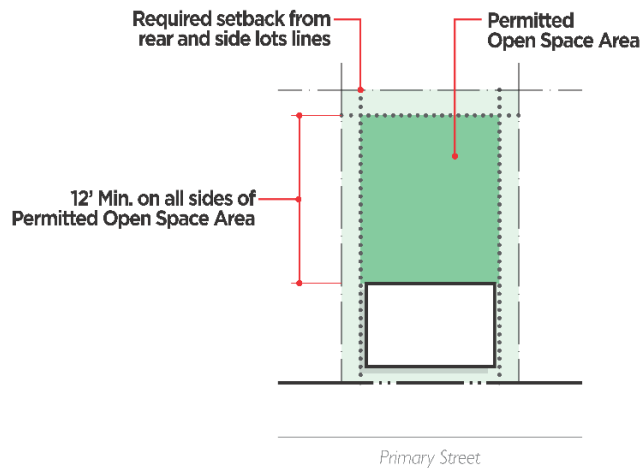 Required setback from
rear and side lots lines
Permitted
Open Space Area
12' Min. on all sides of
Permitted Open Space Area
Primary Street